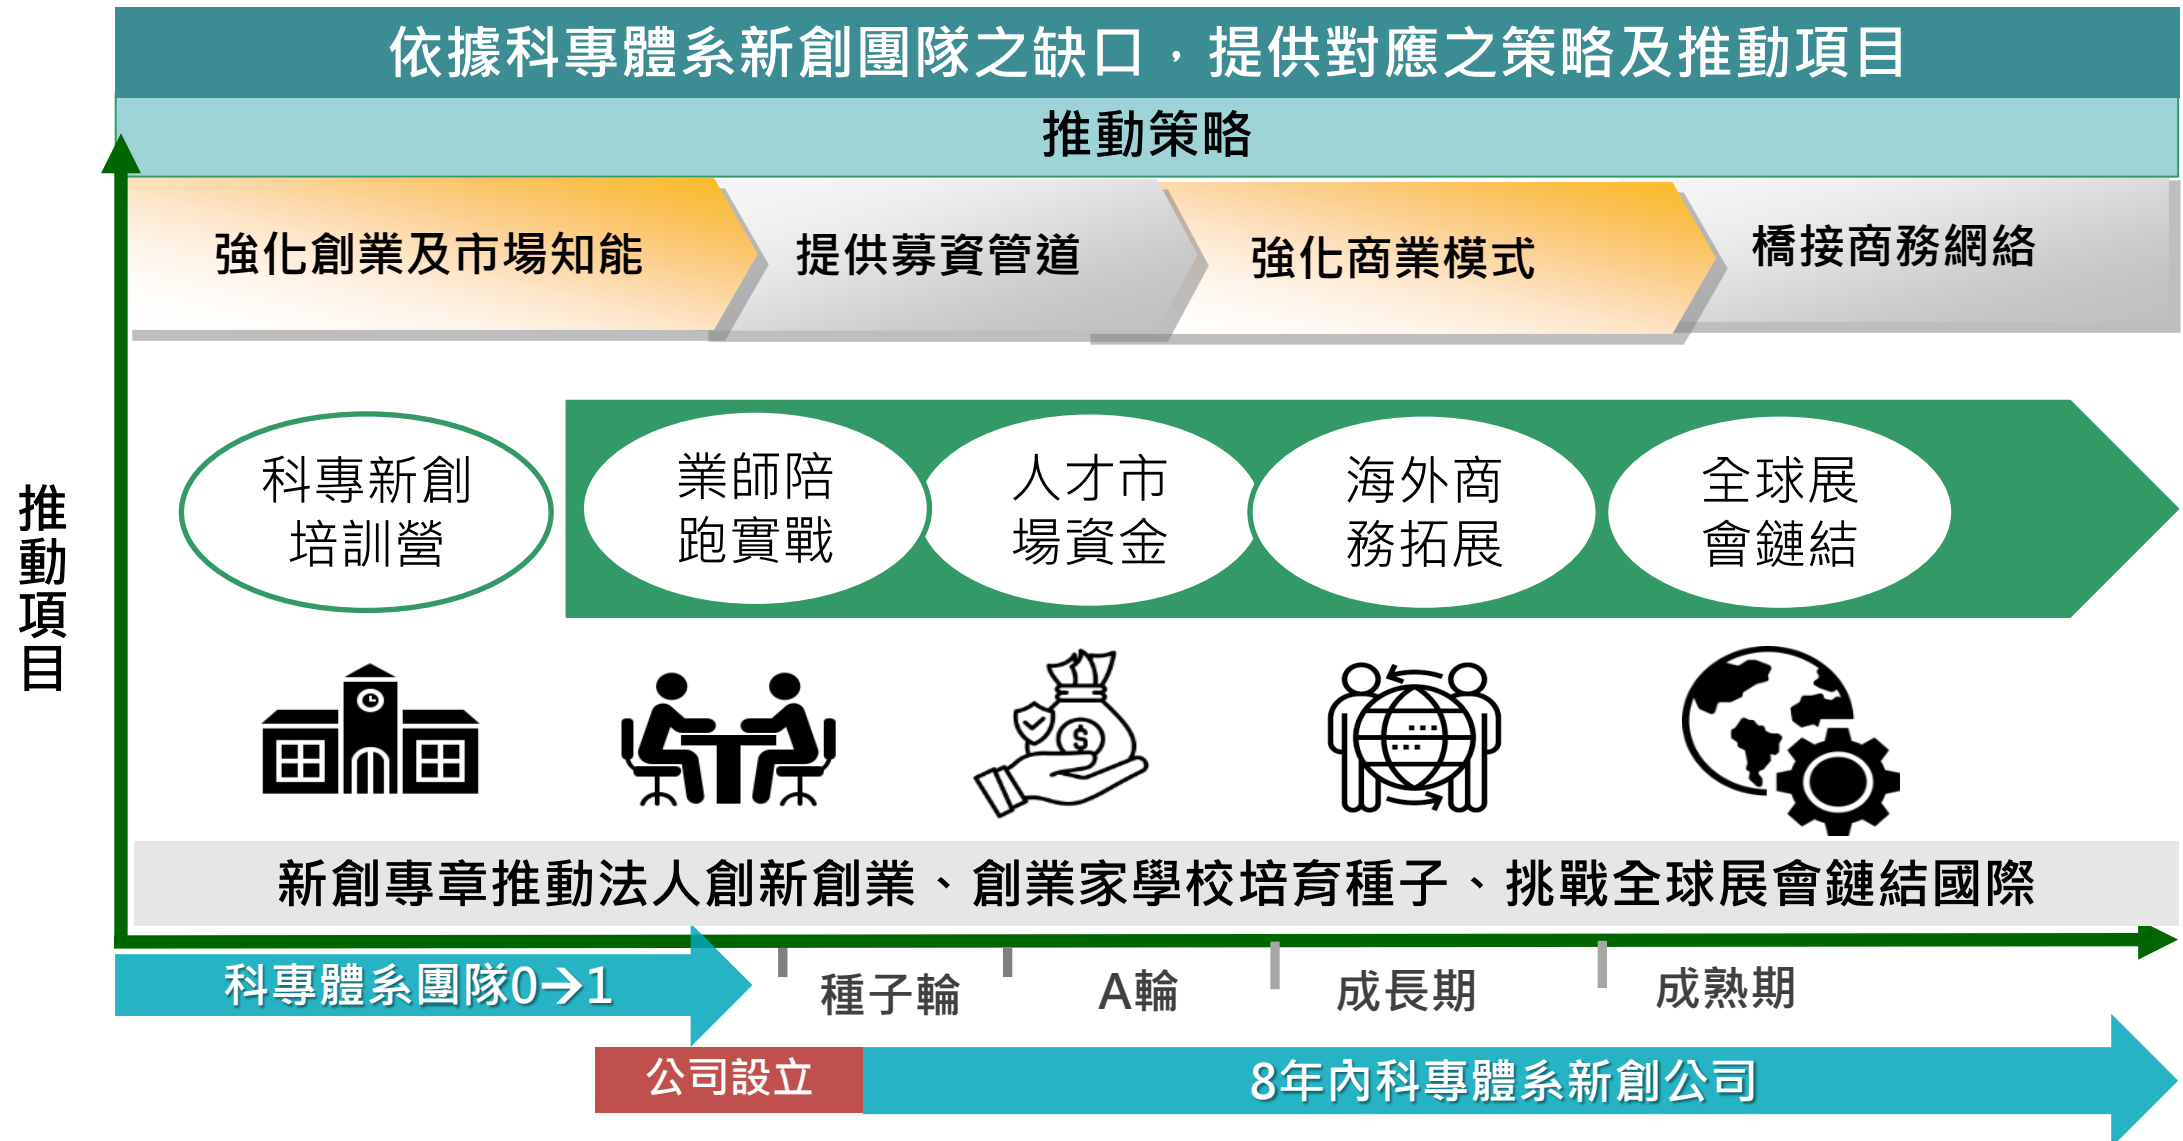 依據科專體系新創團隊之缺口，提供對應之策略及推動項目
推動策略
強化創業及市場知能
提供募資管道
強化商業模式
橋接商務網絡
推動項目
科專新創
培訓營
業師陪
跑實戰
人才市
場資金
海外商
務拓展
全球展
會鏈結
$
新創專章推動法人創新創業、創業家學校培育種子、挑戰全球展會鏈結國際
科專體系團隊0→1
種子輪
A輪
成長期
成熟期
公司設立
8年內科專體系新創公司